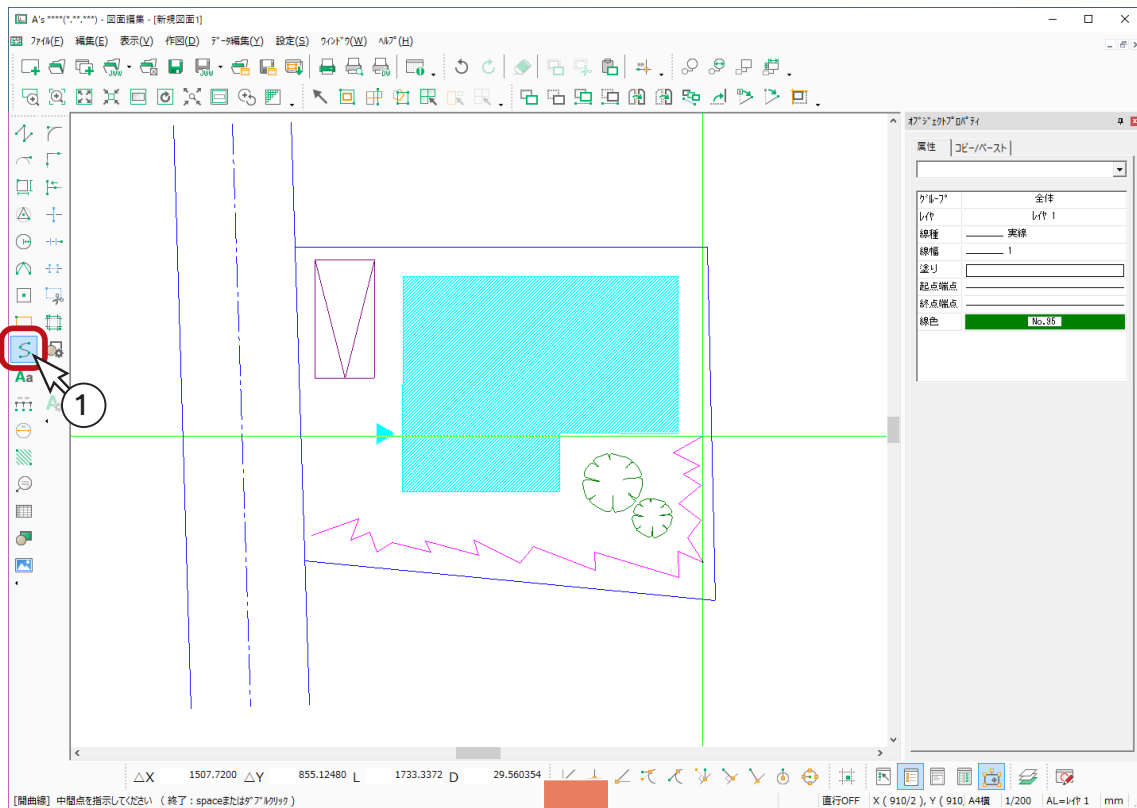 A's ****(*.**.***) - 図面編集 - [新規図面1]
ﾌｧｲﾙ(F) 編集(E) 表示(V) 作図(D) ﾃﾞｰﾀ編集(Y) 設定(S) ｳｨﾝﾄﾞｳ(W) ﾍﾙﾌﾟ(H)
JWW JWW DV
ｵﾌﾞｼﾞｪｸﾄﾌﾟﾛﾊﾟﾃｨ
属性 ｺﾋﾟｰ/ﾍﾟｰｽﾄ
ｸﾞﾙｰﾌﾟ 全体
ﾚｲﾔ ﾚｲﾔ 1
線種 実線
線幅 1
塗り
起点端点
終点端点
線色 No.95
Aa
A
1
△X 1507.7200 △Y 855.12480 L 1733.3372 D 29.560354
[開曲線] 中間点を指示してください （ 終了：spaceまたはﾀﾞﾌﾞﾙｸﾘｯｸ ） 直行OFF X ( 910/2 ), Y ( 910 A4横 1/200 AL=ﾚｲﾔ 1 mm